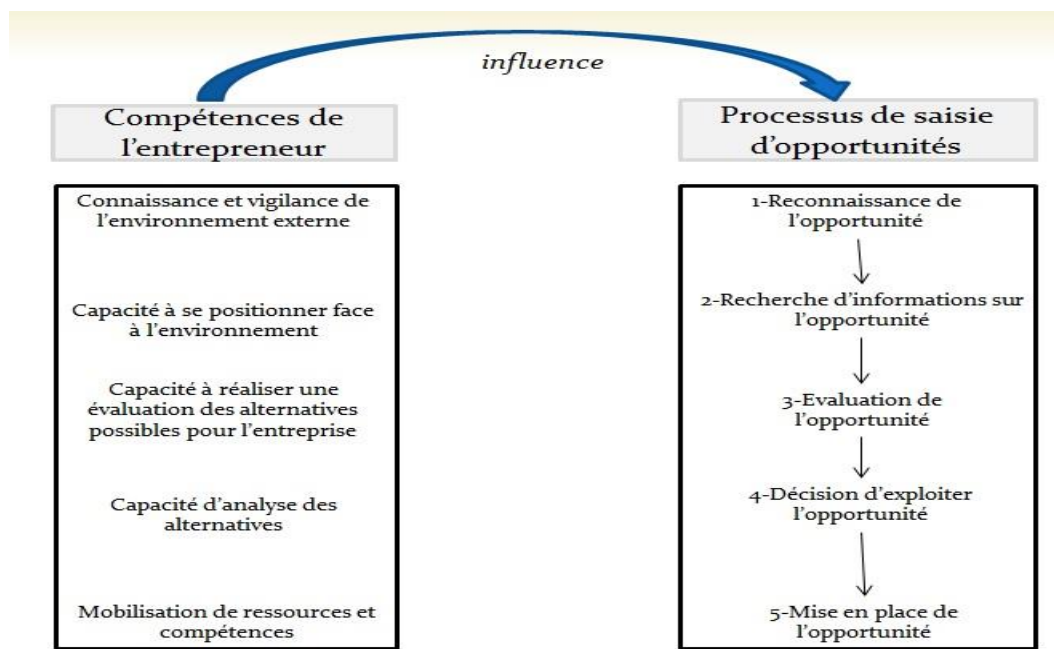 influence
Compétences de
l'entrepreneur
Connaissance et vigilance de
l'environnement externe
Capacité à se positionner face
à l'environnement
Capacité à réaliser une
évaluation des alternatives
possibles pour l'entreprise
Capacité d'analyse des
alternatives
Mobilisation de ressources et
compétences
Processus de saisie
d'opportunités
1-Reconnaissance de
l'opportunité
2-Recherche d'informations sur
l'opportunité
3-Evaluation de
l'opportunité
4-Décision d'exploiter
l'opportunité
5-Mise en place de
l'opportunité